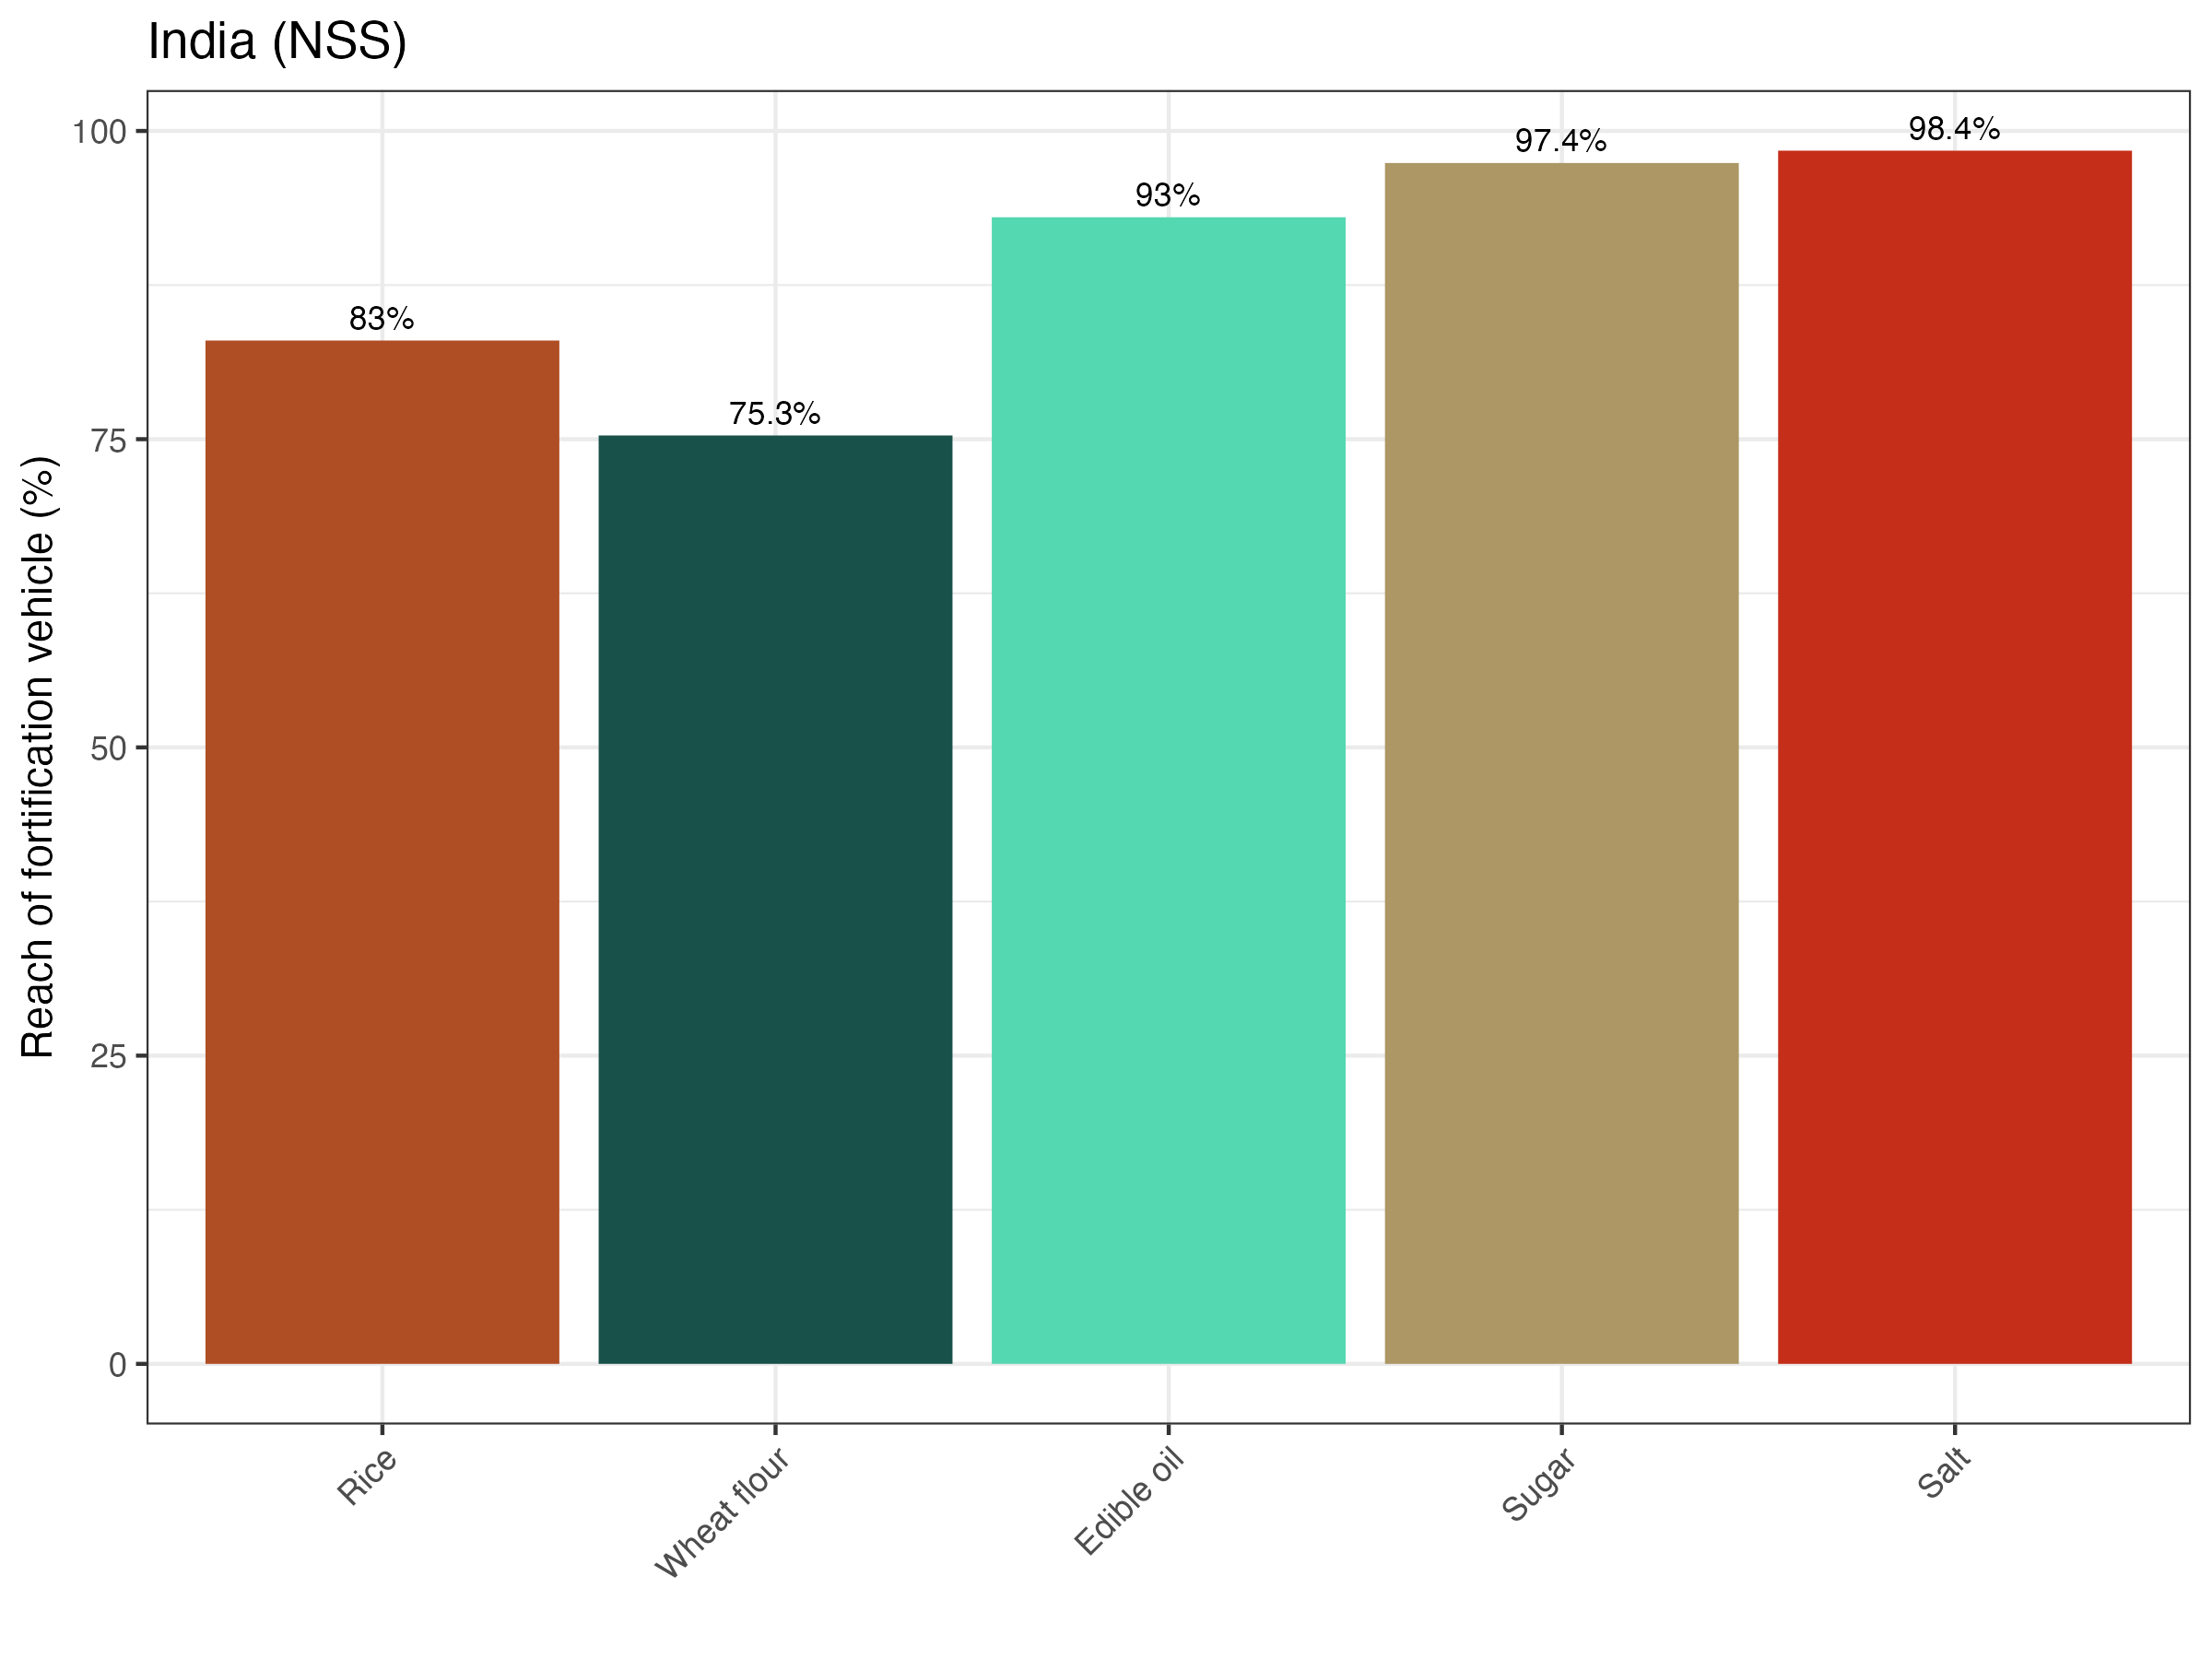 India (NSS)
Reach of fortification vehicle (%)
100
75
50
25
0
83%
75.3%
93%
97.4%
98.4%
Rice
Wheat flour
Edible oil
Sugar
Salt